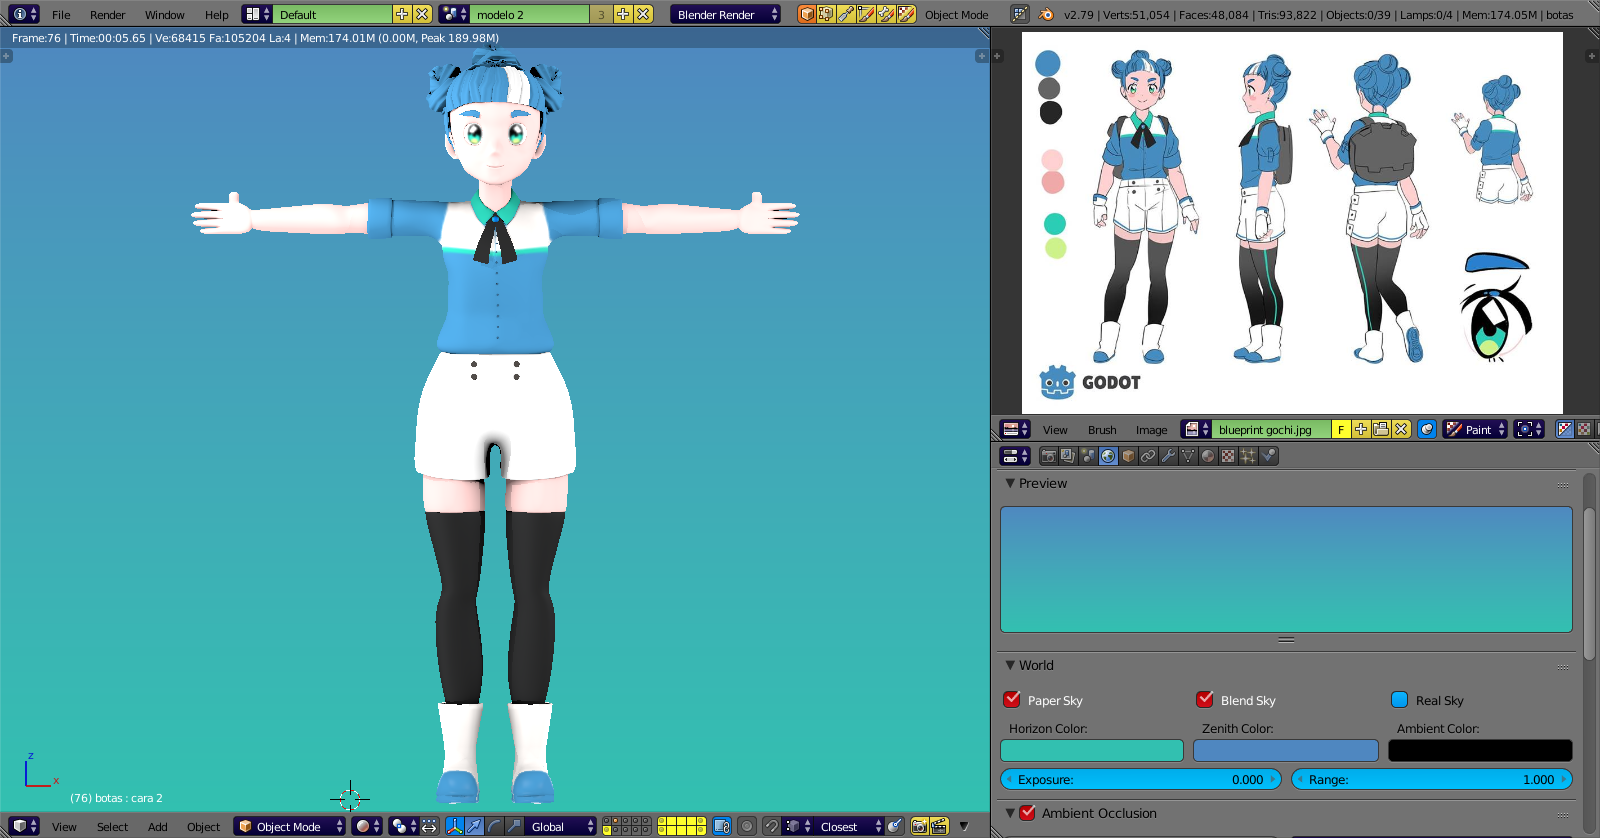 File Render Window Help Default modelo 2 3 Blender Render Object Mode v2.79 | Verts:51,054 | Faces:48,084 | Tris:93,822 | Objects:0/39 | Lamps:0/4 | Mem:174.05M | botas
Frame:76 | Time:00:05.65 | Ve:68415 Fa:105204 La:4 | Mem:174.01M (0.00M, Peak 189.98M)
GODOT
View Brush Image blueprint gochi.jpg F Paint
Preview
World
Paper Sky Blend Sky Real Sky
Horizon Color: Zenith Color: Ambient Color:
Exposure: 0.000 Range: 1.000
Ambient Occlusion
z
x
(76) botas : cara 2
View Select Add Object Object Mode Global Closest